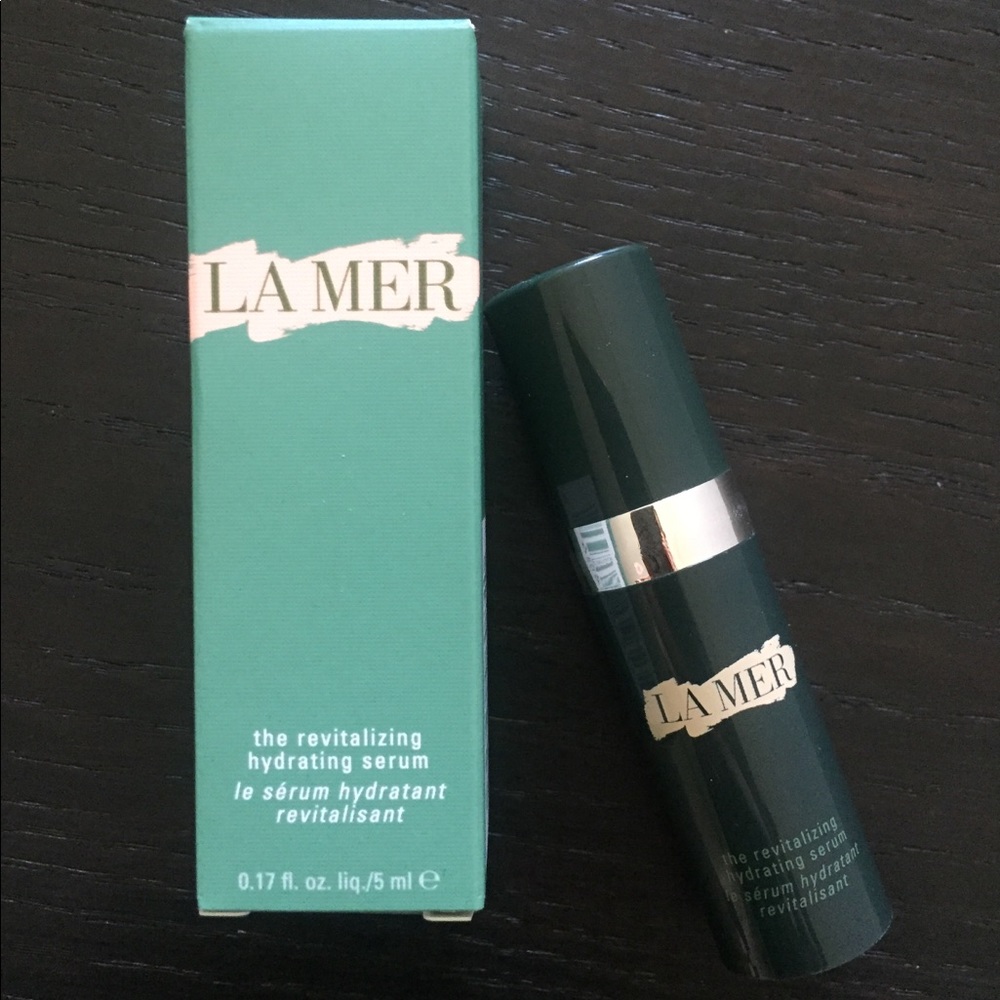 LA MER
the revitalizing
hydrating serum
le sérum hydratant
revitalisant
0.17 fl. oz. liq./5 ml ℮
LA MER
the revitalizing
hydrating serum
le sérum hydratant
revitalisant